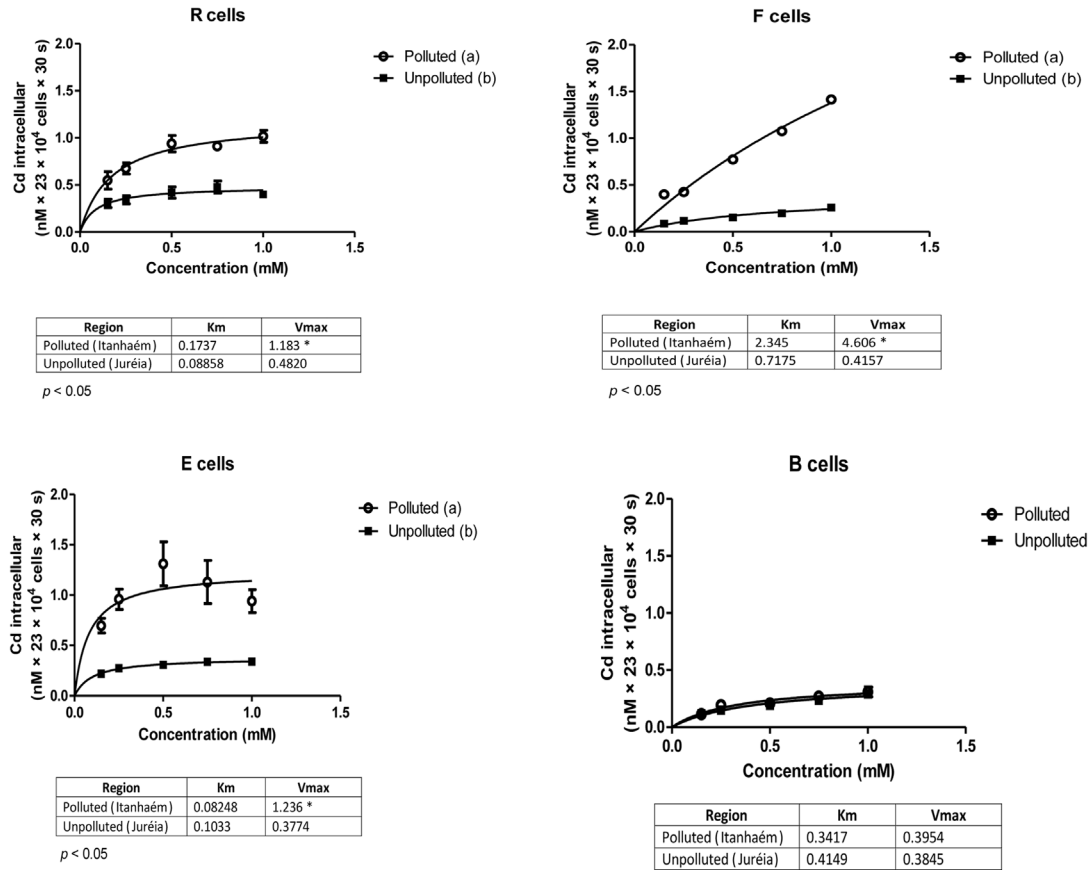 R cells
2.0
1.5
1.0
0.5
0.0
0.0 0.5 1.0 1.5
Cd intracellular
(nM × 23 × 10⁴ cells × 30 s)
Concentration (mM)
Polluted (a)
Unpolluted (b)
Region Km Vmax
Polluted (Itanhaém) 0.1737 1.183 *
Unpolluted (Juréia) 0.08858 0.4820
p < 0.05
F cells
2.0
1.5
1.0
0.5
0.0
0.0 0.5 1.0 1.5
Cd intracellular
(nM × 23 × 10⁴ cells × 30 s)
Concentration (mM)
Polluted (a)
Unpolluted (b)
Region Km Vmax
Polluted (Itanhaém) 2.345 4.606 *
Unpolluted (Juréia) 0.7175 0.4157
p < 0.05
E cells
2.0
1.5
1.0
0.5
0.0
0.0 0.5 1.0 1.5
Cd intracellular
(nM × 23 × 10⁴ cells × 30 s)
Concentration (mM)
Polluted (a)
Unpolluted (b)
Region Km Vmax
Polluted (Itanhaém) 0.08248 1.236 *
Unpolluted (Juréia) 0.1033 0.3774
p < 0.05
B cells
2.0
1.5
1.0
0.5
0.0
0.0 0.5 1.0 1.5
Cd intracellular
(nM × 23 × 10⁴ cells × 30 s)
Concentration (mM)
Polluted
Unpolluted
Region Km Vmax
Polluted (Itanhaém) 0.3417 0.3954
Unpolluted (Juréia) 0.4149 0.3845